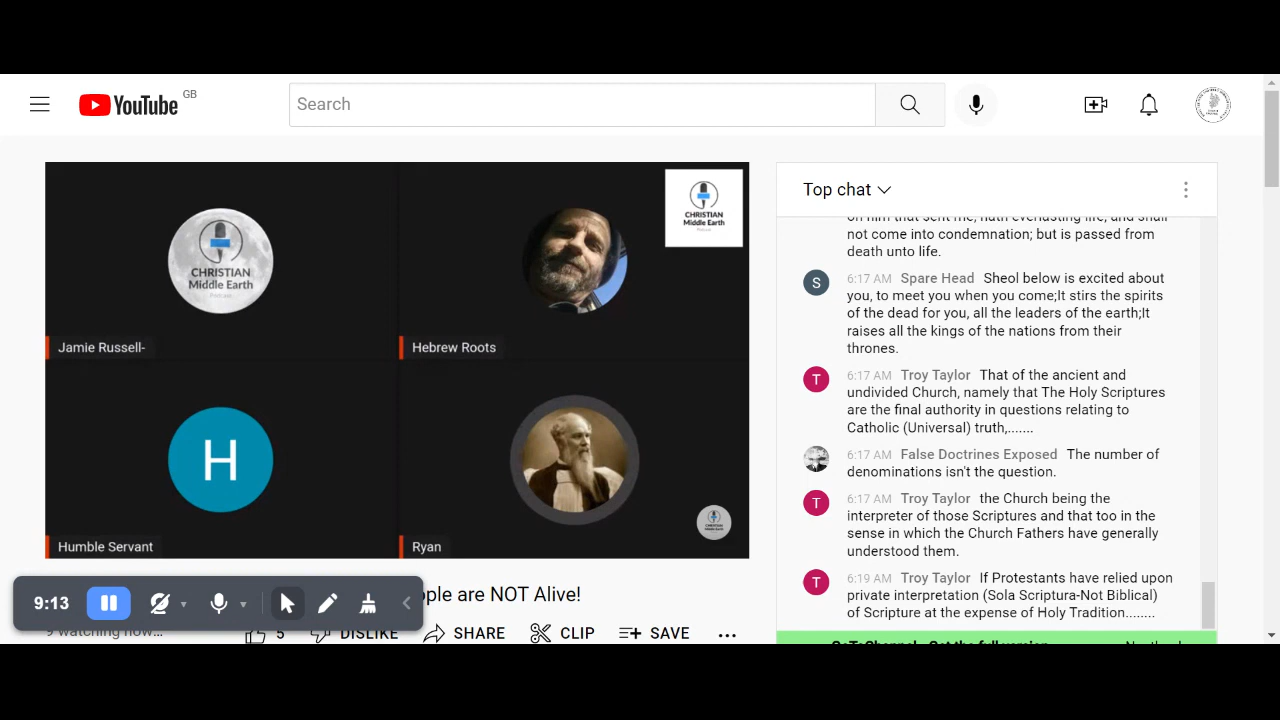 YouTube GB
Search
CHRISTIAN
Middle Earth
Podcast
CHRISTIAN
Middle Earth
Podcast
Jamie Russell-
Hebrew Roots
H
Humble Servant
Ryan
Top chat
on him that sent me, hath everlasting life, and shall
not come into condemnation; but is passed from
death unto life.
S
6:17 AM Spare Head Sheol below is excited about
you, to meet you when you come;It stirs the spirits
of the dead for you, all the leaders of the earth;It
raises all the kings of the nations from their
thrones.
T
6:17 AM Troy Taylor That of the ancient and
undivided Church, namely that The Holy Scriptures
are the final authority in questions relating to
Catholic (Universal) truth,.......
6:17 AM False Doctrines Exposed The number of
denominations isn't the question.
T
6:17 AM Troy Taylor the Church being the
interpreter of those Scriptures and that too in the
sense in which the Church Fathers have generally
understood them.
T
6:19 AM Troy Taylor If Protestants have relied upon
private interpretation (Sola Scriptura-Not Biblical)
of Scripture at the expense of Holy Tradition........
ople are NOT Alive!
9:13
9 watching now...
5
DISLIKE
SHARE
CLIP
SAVE